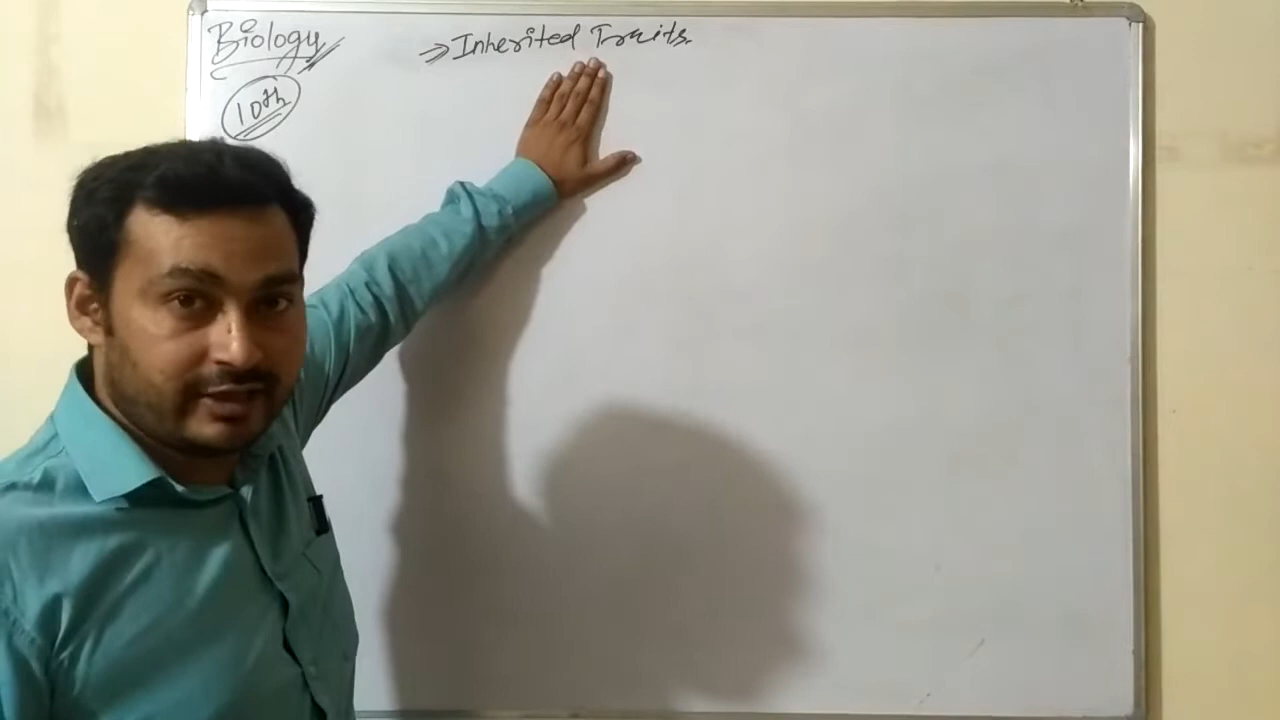 Biology
⇒ Inherited Traits.
10th